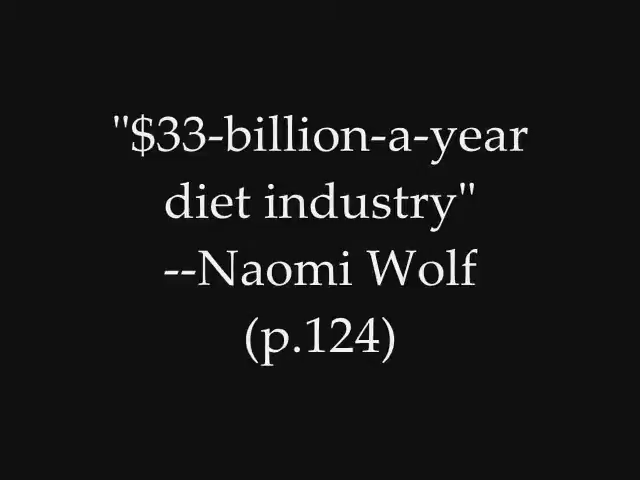 "$33-billion-a-year
diet industry"
--Naomi Wolf
(p.124)